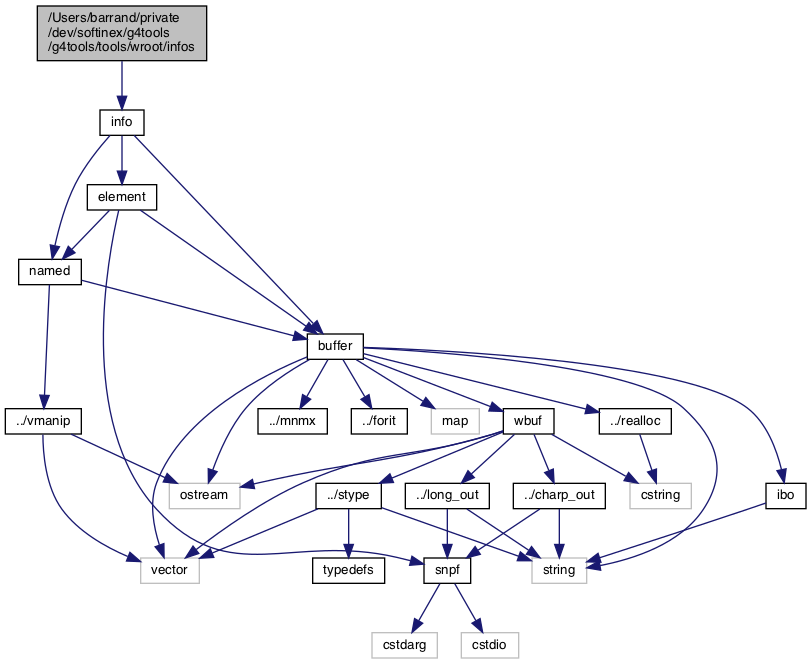 /Users/barrand/private
/dev/softinex/g4tools
/g4tools/tools/wroot/infos
info
element
named
buffer
../vmanip
../mnmx
../forit
map
wbuf
../realloc
ostream
../stype
../long_out
../charp_out
cstring
ibo
vector
typedefs
snpf
string
cstdarg
cstdio